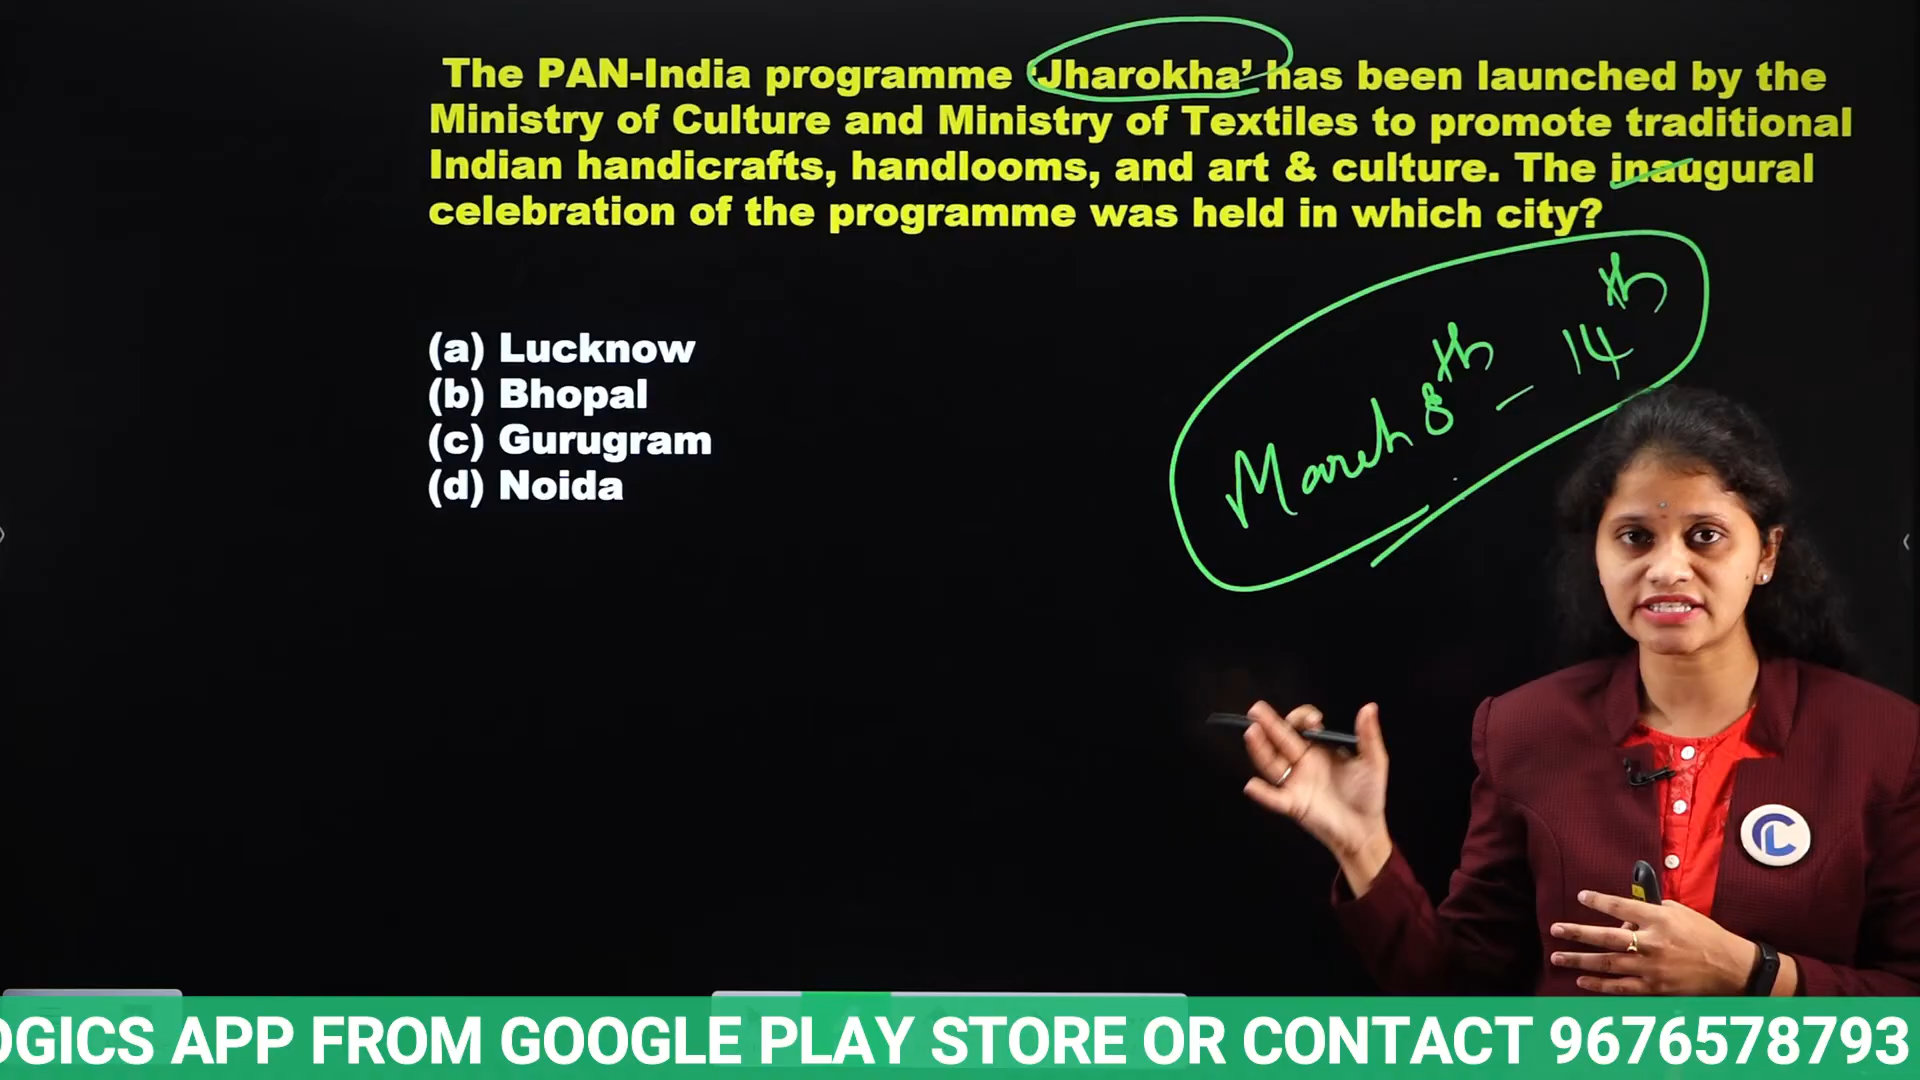 The PAN-India programme ‘Jharokha’ has been launched by the
Ministry of Culture and Ministry of Textiles to promote traditional
Indian handicrafts, handlooms, and art & culture. The inaugural
celebration of the programme was held in which city?
March 8th - 14th
(a) Lucknow
(b) Bhopal
(c) Gurugram
(d) Noida
CL
OGICS APP FROM GOOGLE PLAY STORE OR CONTACT 9676578793